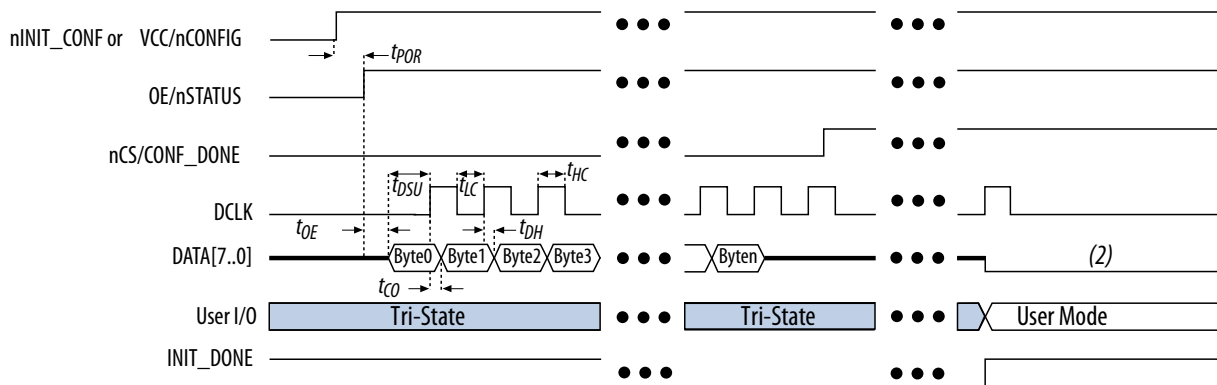 nINIT_CONF or VCC/nCONFIG
tPOR
OE/nSTATUS
nCS/CONF_DONE
tDSU tLC tHC
DCLK
tOE tDH
DATA[7..0] Byte0 Byte1 Byte2 Byte3 Byten (2)
tCO
User I/O Tri-State Tri-State User Mode
INIT_DONE